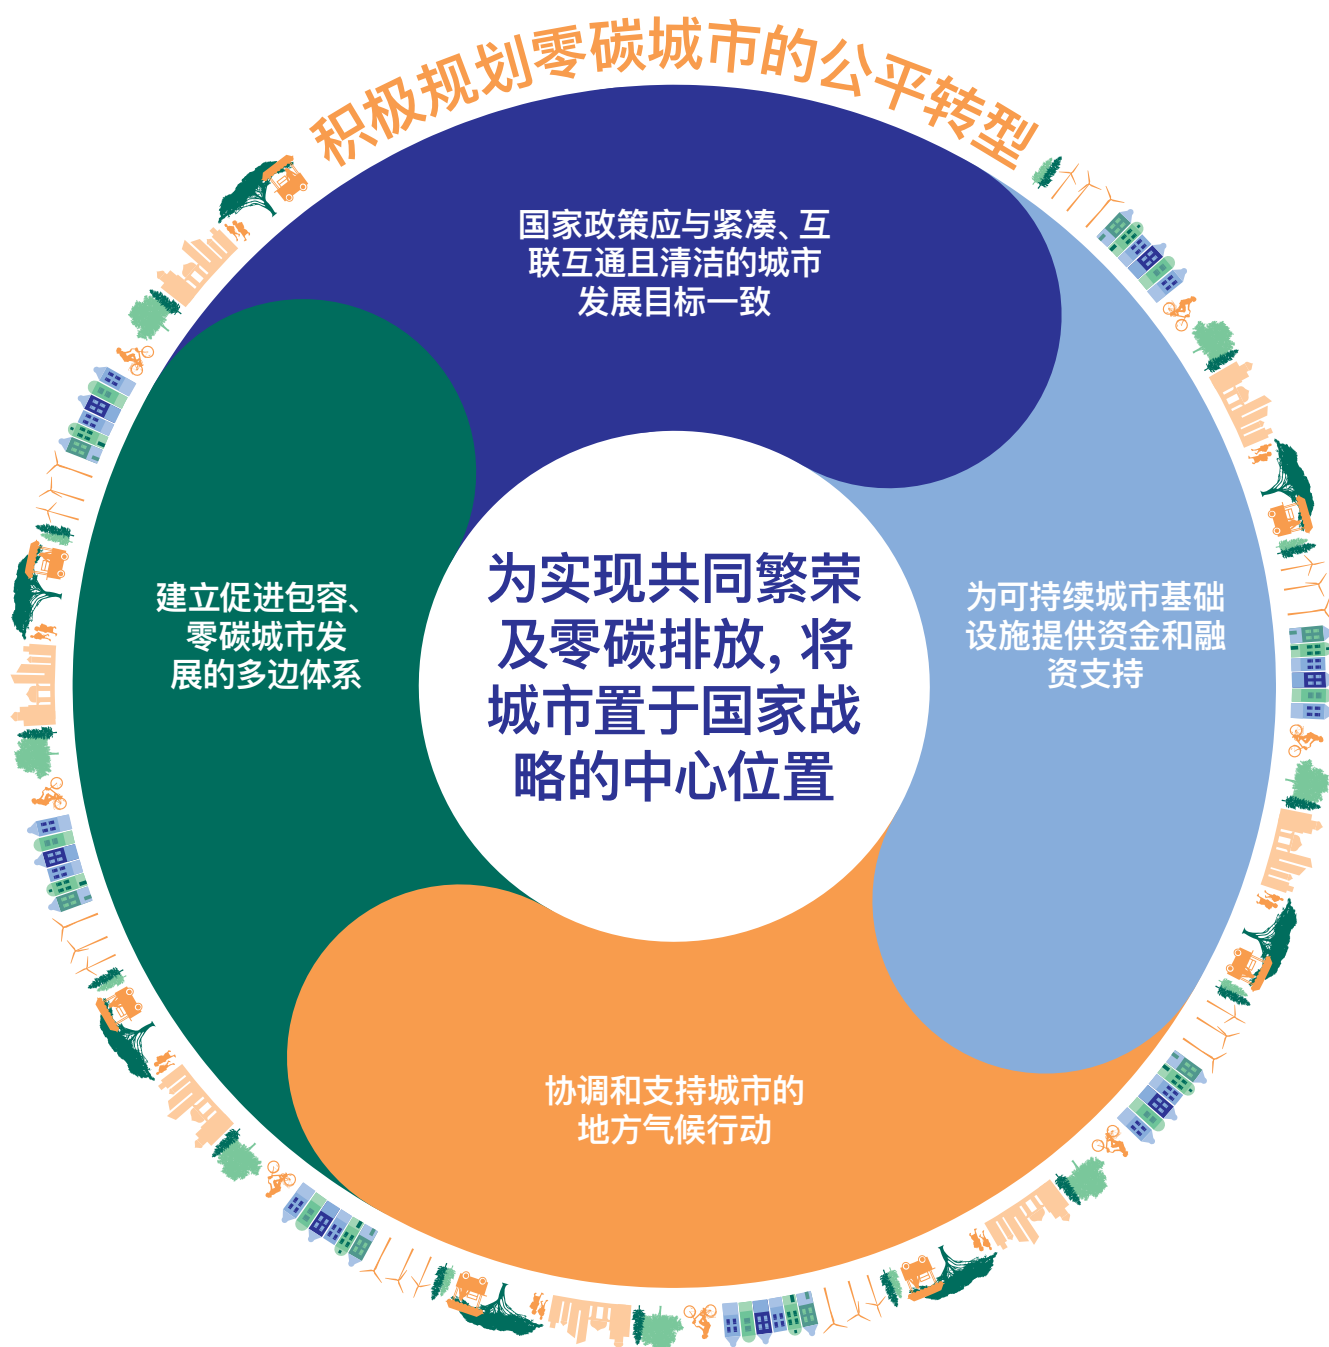 积极规划零碳城市的公平转型
国家政策应与紧凑、互
联互通且清洁的城市
发展目标一致
为可持续城市基础
设施提供资金和融
资支持
协调和支持城市的
地方气候行动
建立促进包容、
零碳城市发
展的多边体系
为实现共同繁荣
及零碳排放，将
城市置于国家战
略的中心位置